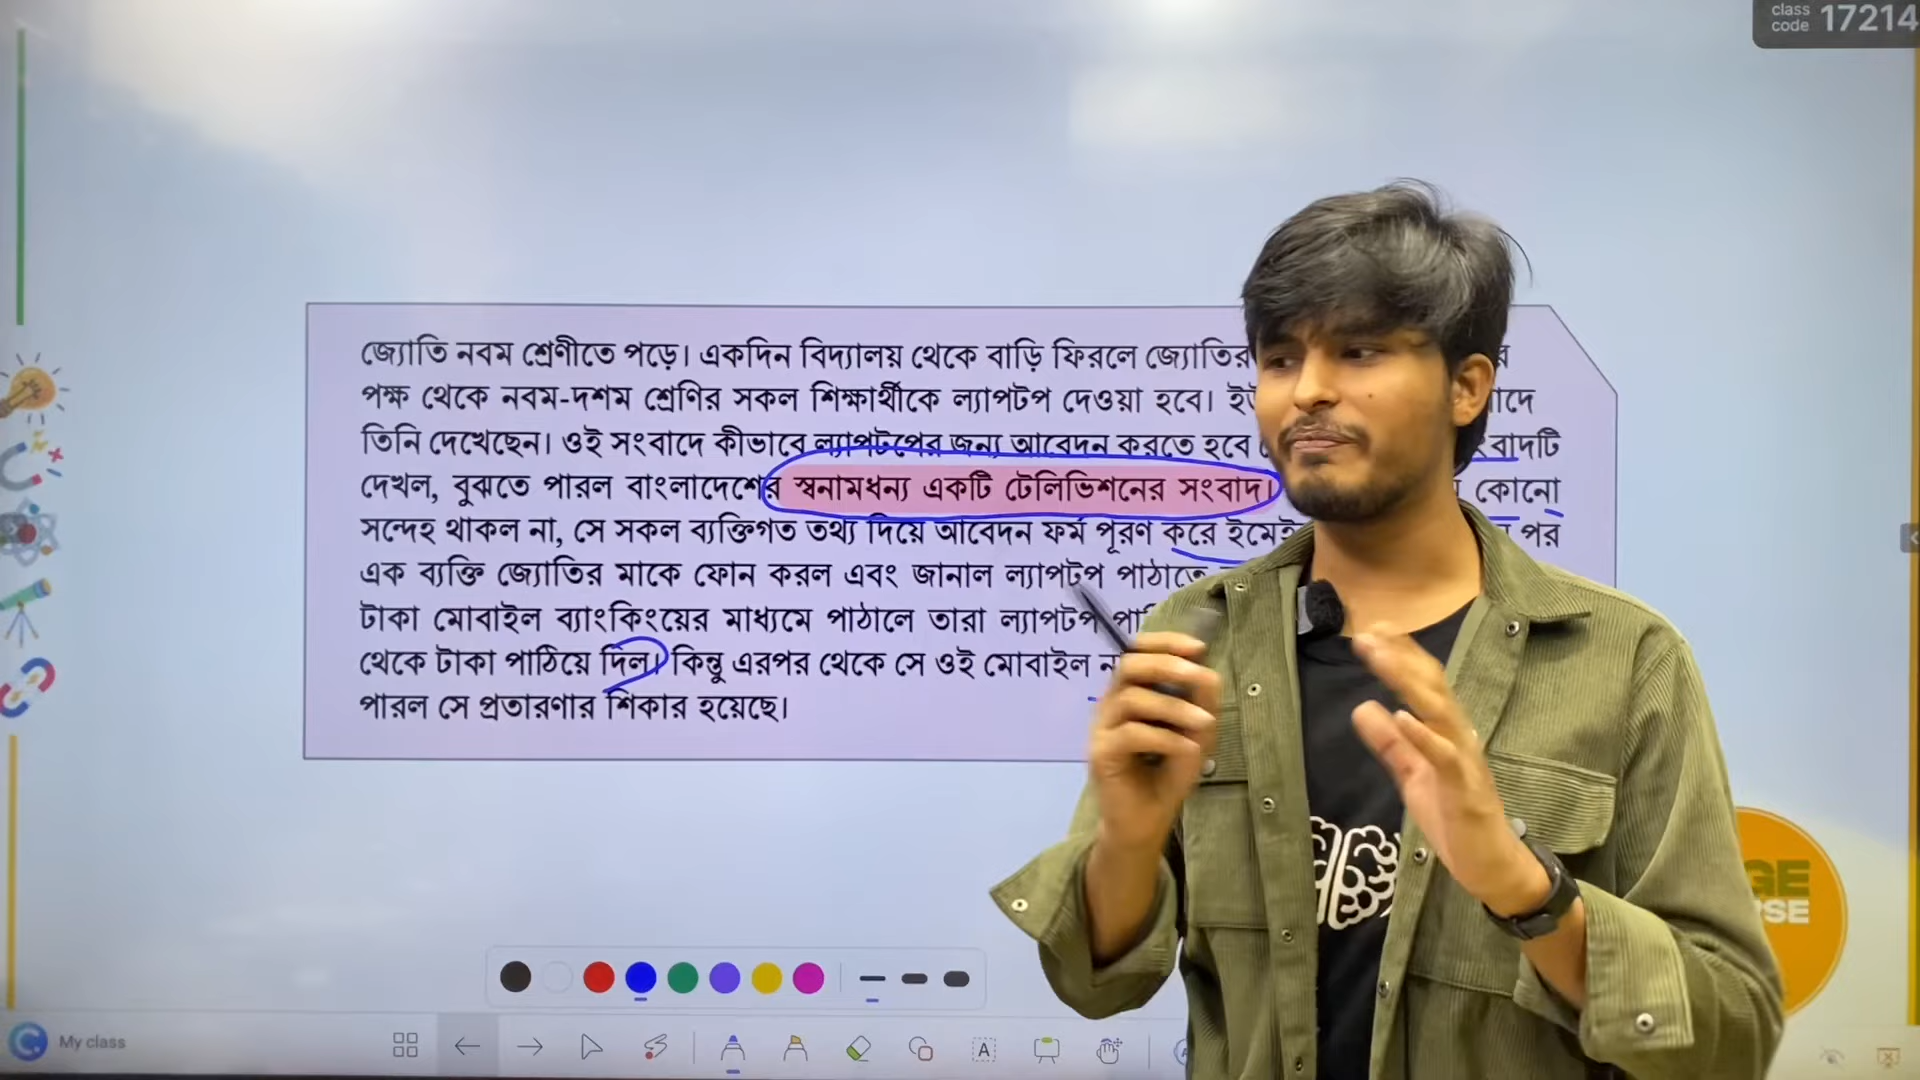 class code 17214
জ্যোতি নবম শ্রেণীতে পড়ে। একদিন বিদ্যালয় থেকে বাড়ি ফিরলে জ্যোতির
পক্ষ থেকে নবম-দশম শ্রেণির সকল শিক্ষার্থীকে ল্যাপটপ দেওয়া হবে।
তিনি দেখেছেন। ওই সংবাদে কীভাবে ল্যাপটপের জন্য আবেদন করতে হবে
দেখল, বুঝতে পারল বাংলাদেশের স্বনামধন্য একটি টেলিভিশনের সংবাদ। কোনো
সন্দেহ থাকল না, সে সকল ব্যক্তিগত তথ্য দিয়ে আবেদন ফর্ম পূরণ করে পর
এক ব্যক্তি জ্যোতির মাকে ফোন করল এবং জানাল ল্যাপটপ পাঠাতে
টাকা মোবাইল ব্যাংকিংয়ের মাধ্যমে পাঠালে তারা ল্যাপটপ
থেকে টাকা পাঠিয়ে দিল। কিন্তু এরপর থেকে সে ওই মোবাইল
পারল সে প্রতারণার শিকার হয়েছে।
My class